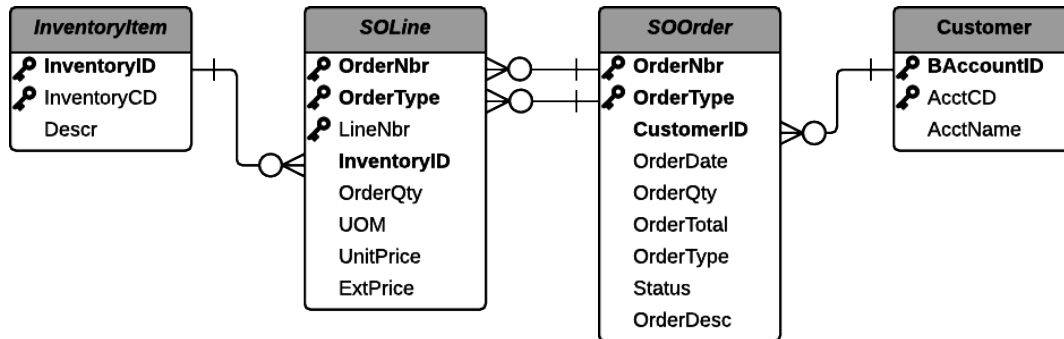 InventoryItem
InventoryID
InventoryCD
Descr
SOLine
OrderNbr
OrderType
LineNbr
InventoryID
OrderQty
UOM
UnitPrice
ExtPrice
SOOrder
OrderNbr
OrderType
CustomerID
OrderDate
OrderQty
OrderTotal
OrderType
Status
OrderDesc
Customer
BAccountID
AcctCD
AcctName